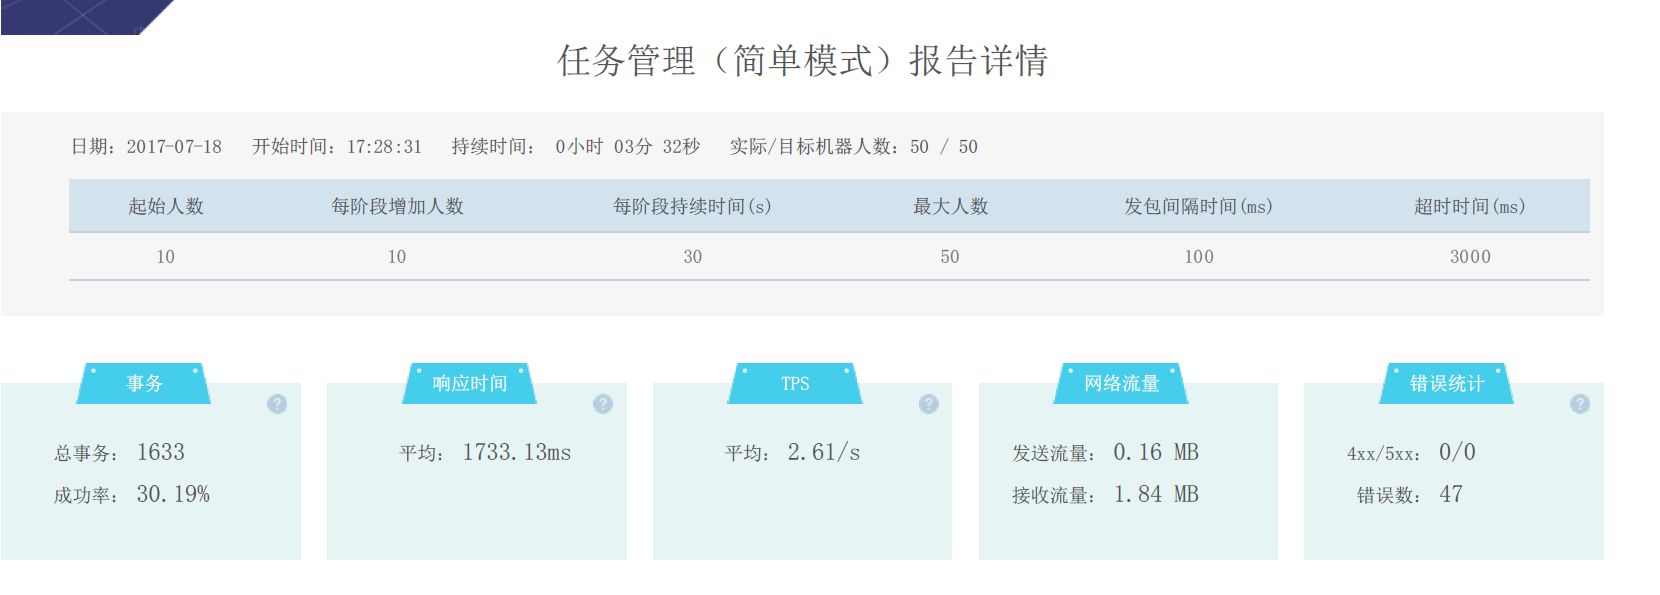 任务管理（简单模式）报告详情
日期：2017-07-18 开始时间：17:28:31 持续时间： 0小时 03分 32秒 实际/目标机器人数：50 / 50
起始人数 每阶段增加人数 每阶段持续时间(s) 最大人数 发包间隔时间(ms) 超时时间(ms)
10 10 30 50 100 3000
事务
?
总事务： 1633
成功率： 30.19%
响应时间
?
平均： 1733.13ms
TPS
?
平均： 2.61/s
网络流量
发送流量： 0.16 MB
接收流量： 1.84 MB
错误统计
?
4xx/5xx： 0/0
错误数： 47